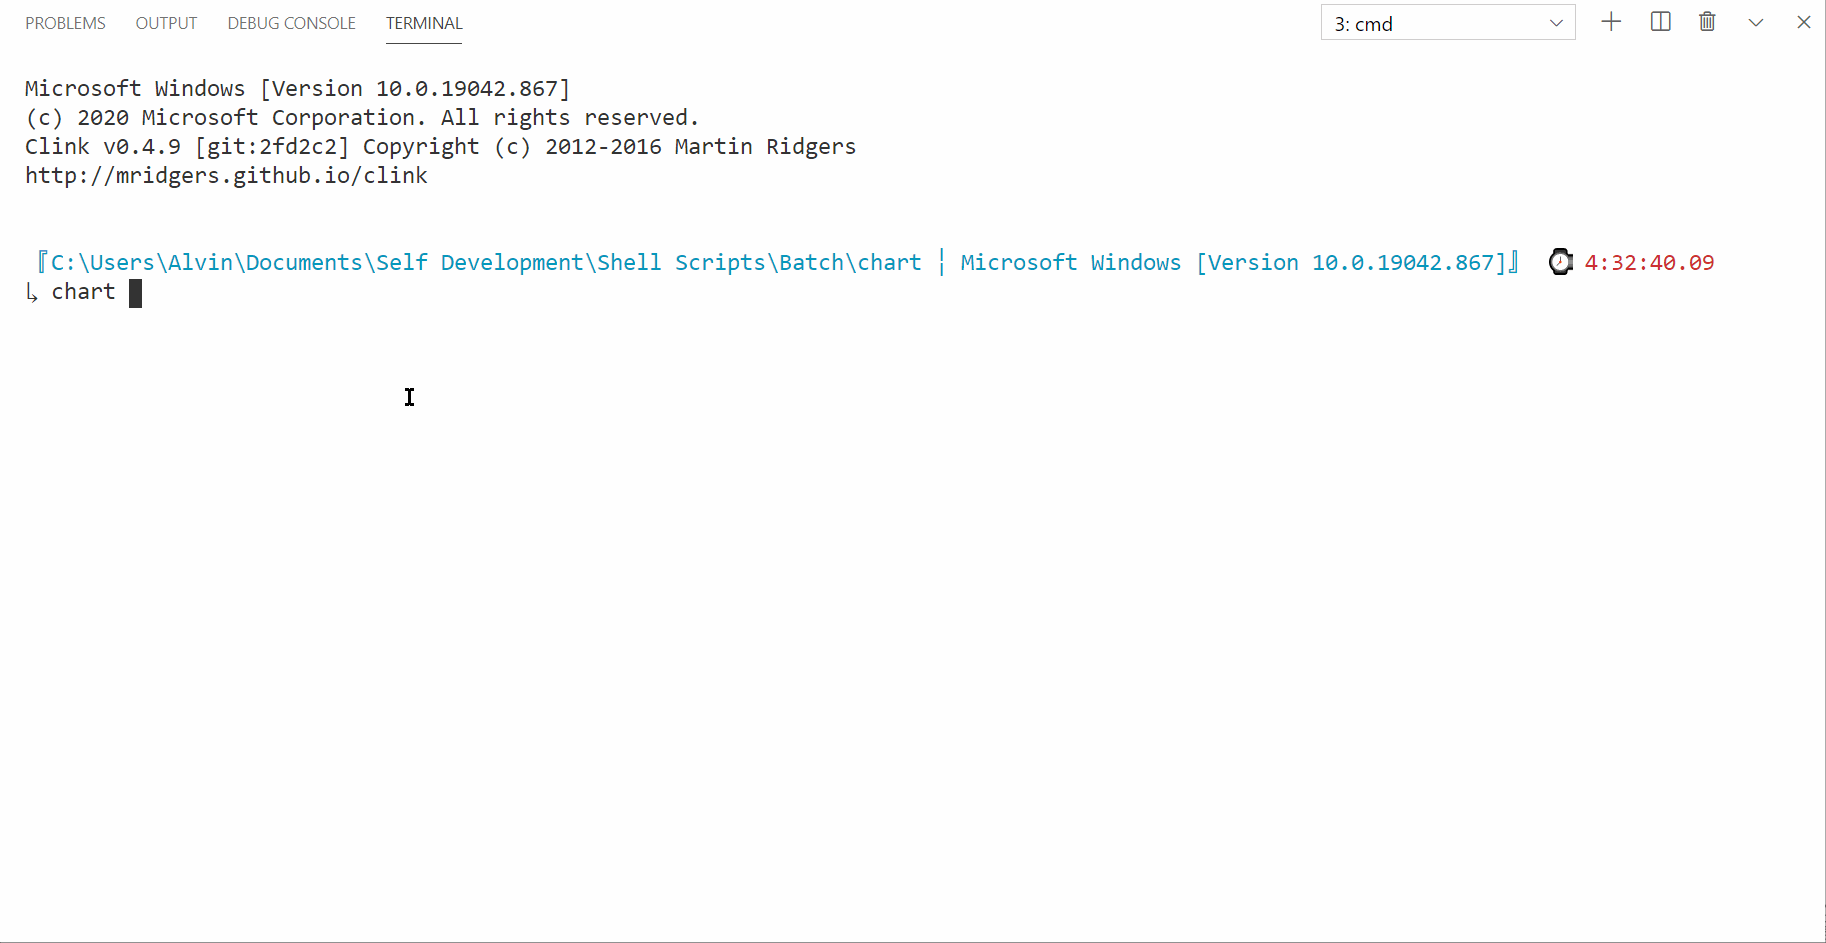 PROBLEMS OUTPUT DEBUG CONSOLE TERMINAL 3: cmd
Microsoft Windows [Version 10.0.19042.867]
(c) 2020 Microsoft Corporation. All rights reserved.
Clink v0.4.9 [git:2fd2c2] Copyright (c) 2012-2016 Martin Ridgers
http://mridgers.github.io/clink
『C:\Users\Alvin\Documents\Self Development\Shell Scripts\Batch\chart ¦ Microsoft Windows [Version 10.0.19042.867]』 ⌚ 4:32:40.09
↳ chart